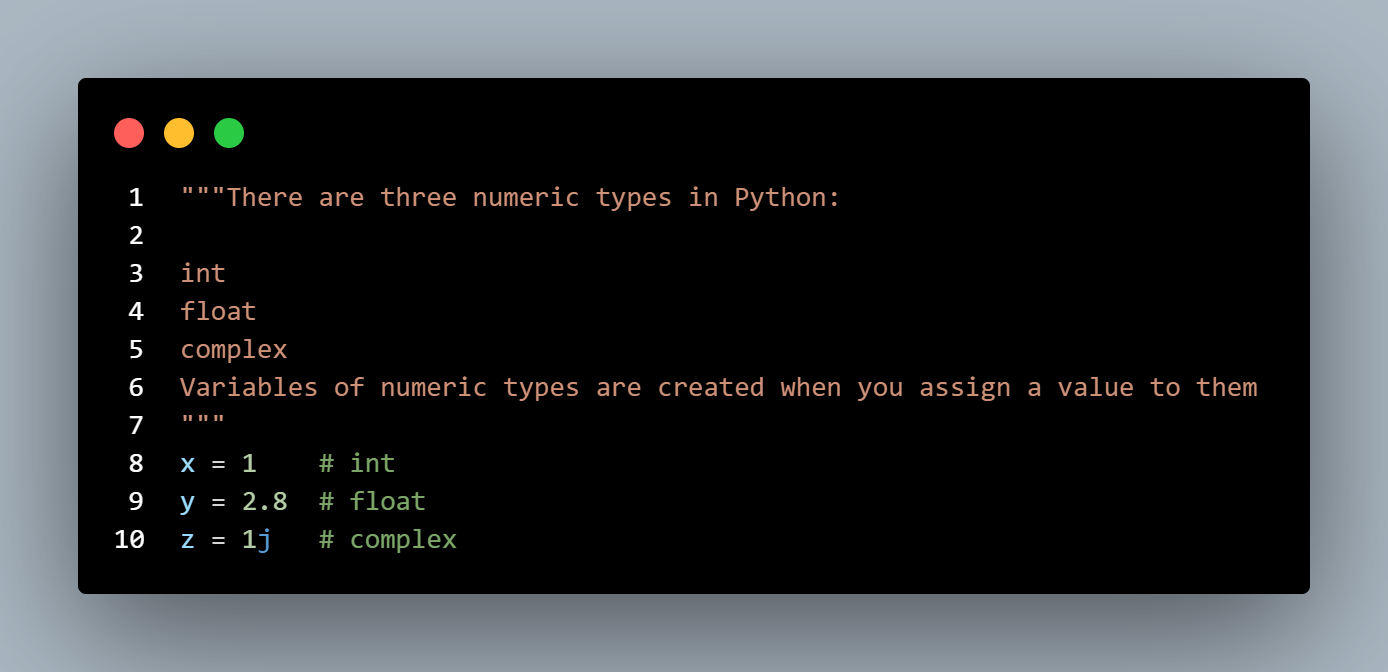 1 """There are three numeric types in Python:
2
3 int
4 float
5 complex
6 Variables of numeric types are created when you assign a value to them
7 """
8 x = 1    # int
9 y = 2.8  # float
10 z = 1j   # complex